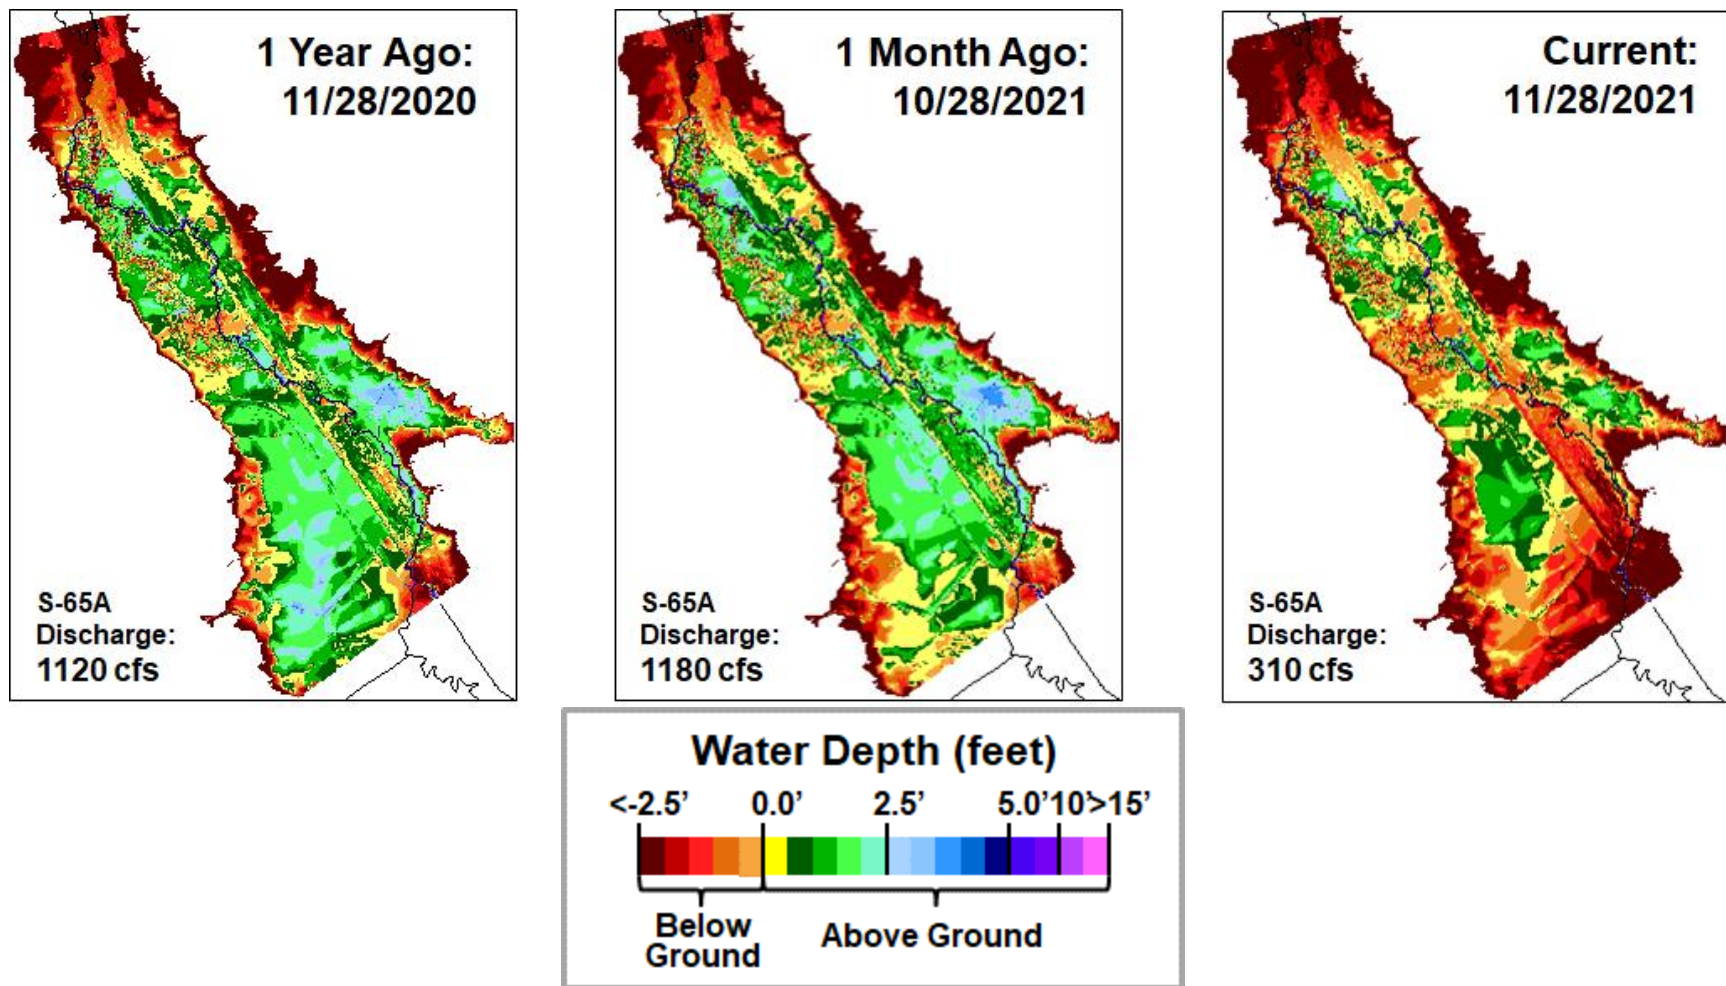 1 Year Ago:
11/28/2020
S-65A
Discharge:
1120 cfs
1 Month Ago:
10/28/2021
S-65A
Discharge:
1180 cfs
Current:
11/28/2021
S-65A
Discharge:
310 cfs
Water Depth (feet)
<-2.5’ 0.0’ 2.5’ 5.0’10’>15’
Below
Ground
Above Ground